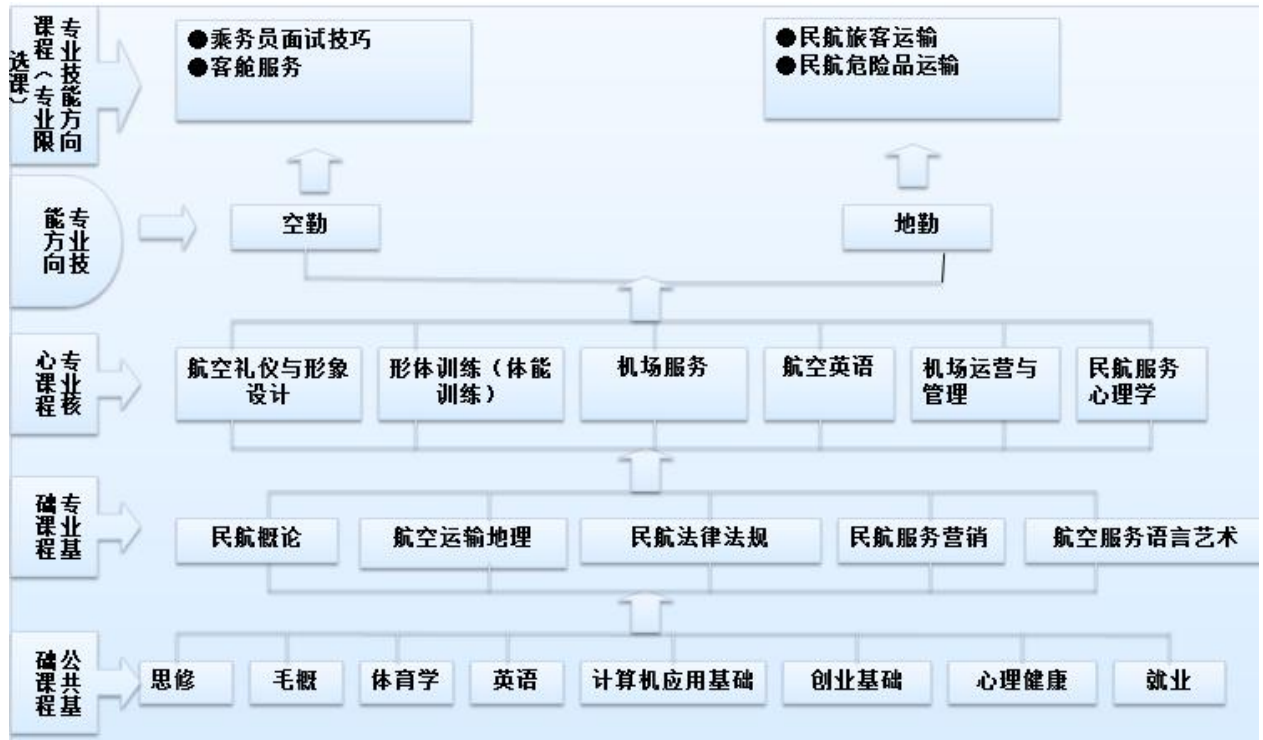 专业技能方向
课程（专业限
选课）
●乘务员面试技巧
●客舱服务
●民航旅客运输
●民航危险品运输
专业技
能方向
空勤
地勤
专业核
心课程
航空礼仪与形象
设计
形体训练（体能
训练）
机场服务
航空英语
机场运营与
管理
民航服务
心理学
专业基
础课程
民航概论
航空运输地理
民航法律法规
民航服务营销
航空服务语言艺术
公共基
础课程
思修
毛概
体育学
英语
计算机应用基础
创业基础
心理健康
就业